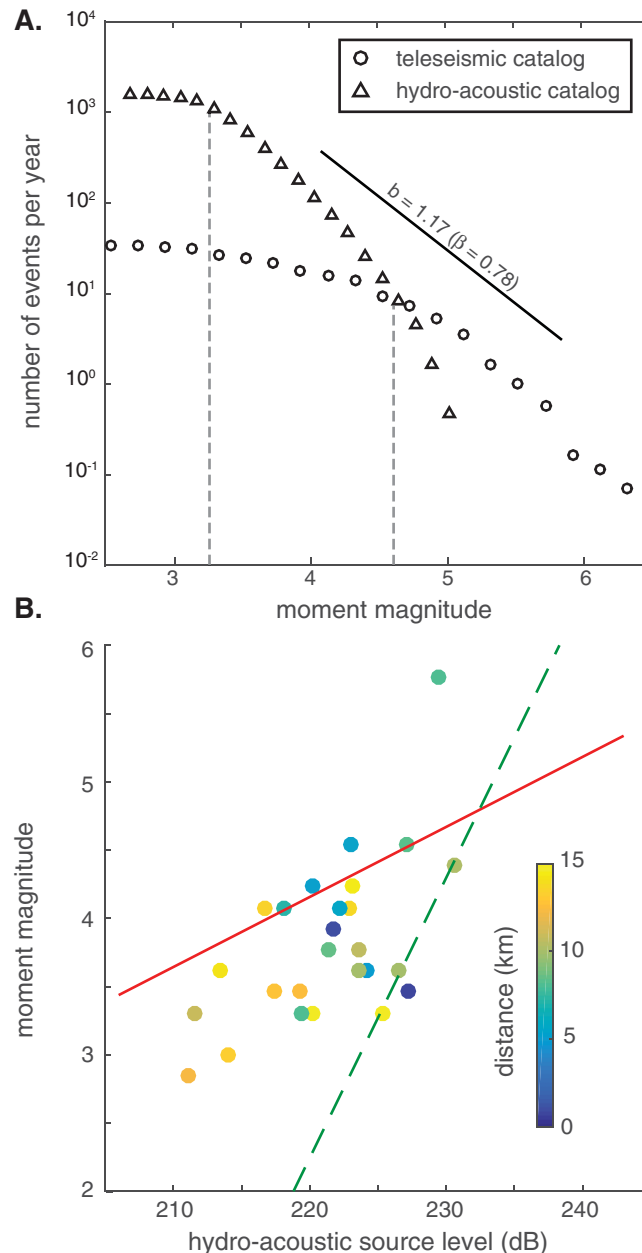 A.
10^4
10^3
10^2
10^1
10^0
10^-1
10^-2
number of events per year
teleseismic catalog
hydro-acoustic catalog
b = 1.17 (β = 0.78)
3
4
5
6
moment magnitude
B.
6
5
4
3
2
moment magnitude
15
10
5
0
distance (km)
210
220
230
240
hydro-acoustic source level (dB)